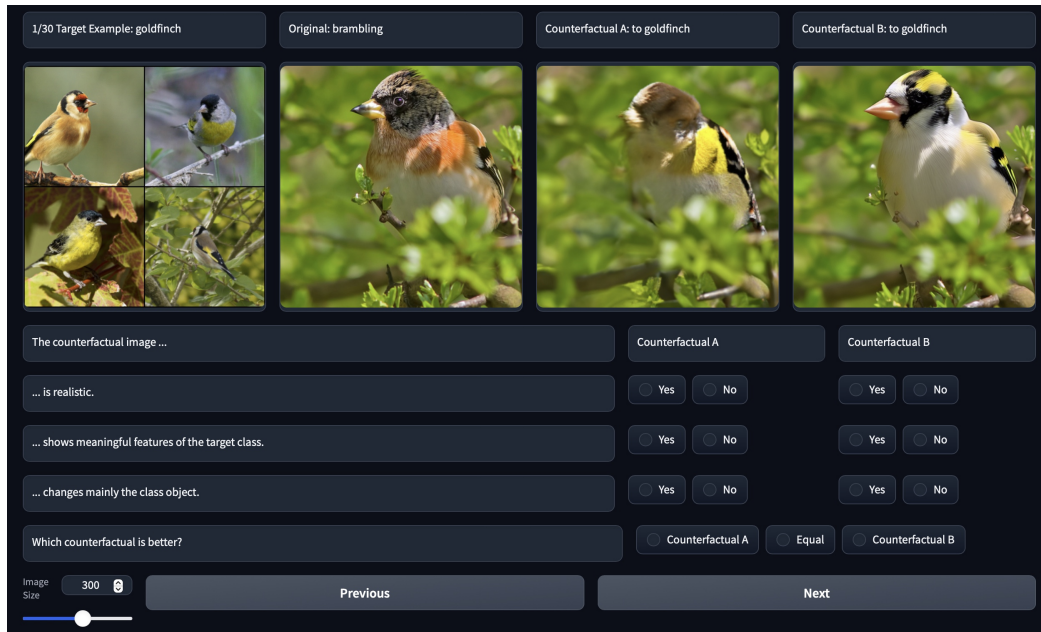 1/30 Target Example: goldfinch
Original: brambling
Counterfactual A: to goldfinch
Counterfactual B: to goldfinch
The counterfactual image ...
Counterfactual A
Counterfactual B
... is realistic.
Yes
No
Yes
No
... shows meaningful features of the target class.
Yes
No
Yes
No
... changes mainly the class object.
Yes
No
Yes
No
Which counterfactual is better?
Counterfactual A
Equal
Counterfactual B
Image
Size
300
Previous
Next